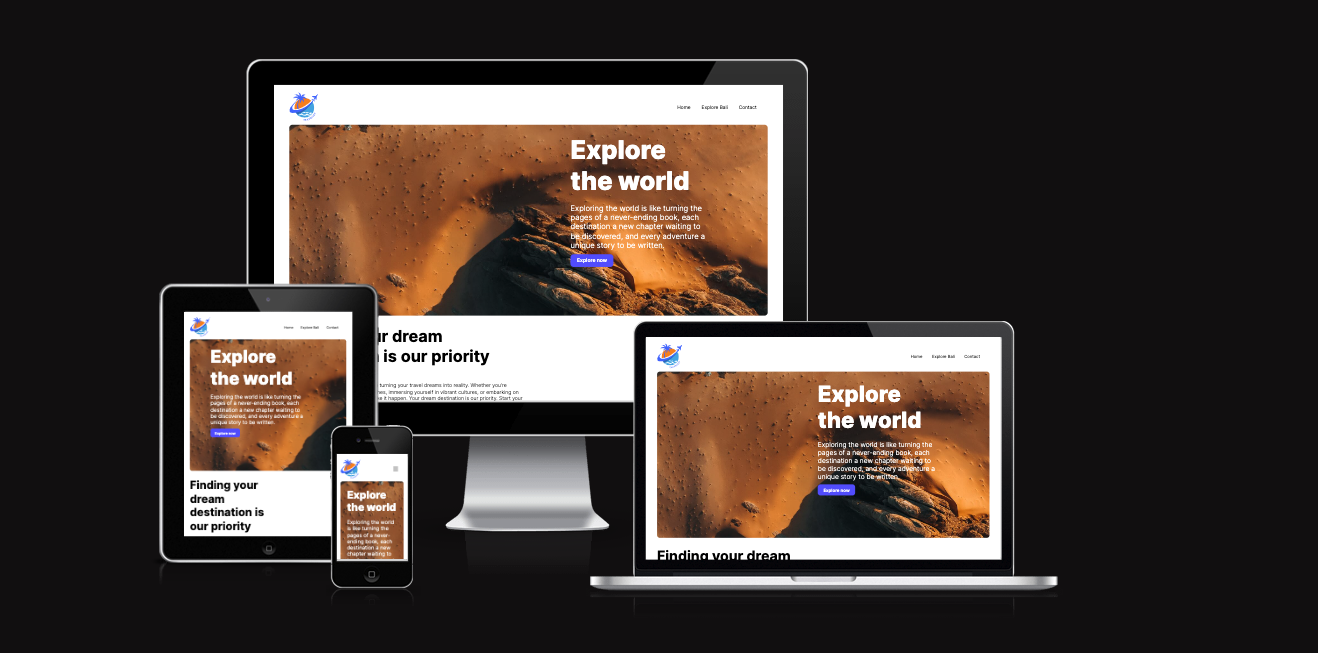 Home Explore Bali Contact
Explore
the world
Exploring the world is like turning the
pages of a never-ending book, each
destination a new chapter waiting to
be discovered, and every adventure a
unique story to be written.
Explore now
dream
is our priority
turning your travel dreams into reality. Whether you're
immersing yourself in vibrant cultures, or embarking on
it happen. Your dream destination is our priority. Start your
Home Explore Bali Contact
Explore
the world
Exploring the world is like turning the
pages of a never-ending book, each
destination a new chapter waiting to
be discovered, and every adventure a
unique story to be written.
Explore now
Finding your
dream
destination is
our priority
Explore
the world
Exploring the world
is like turning the
pages of a never-
ending book, each
destination a new
chapter waiting to
Home Explore Bali Contact
Explore
the world
Exploring the world is like turning the
pages of a never-ending book, each
destination a new chapter waiting to
be discovered, and every adventure a
unique story to be written.
Explore now
Finding your dream